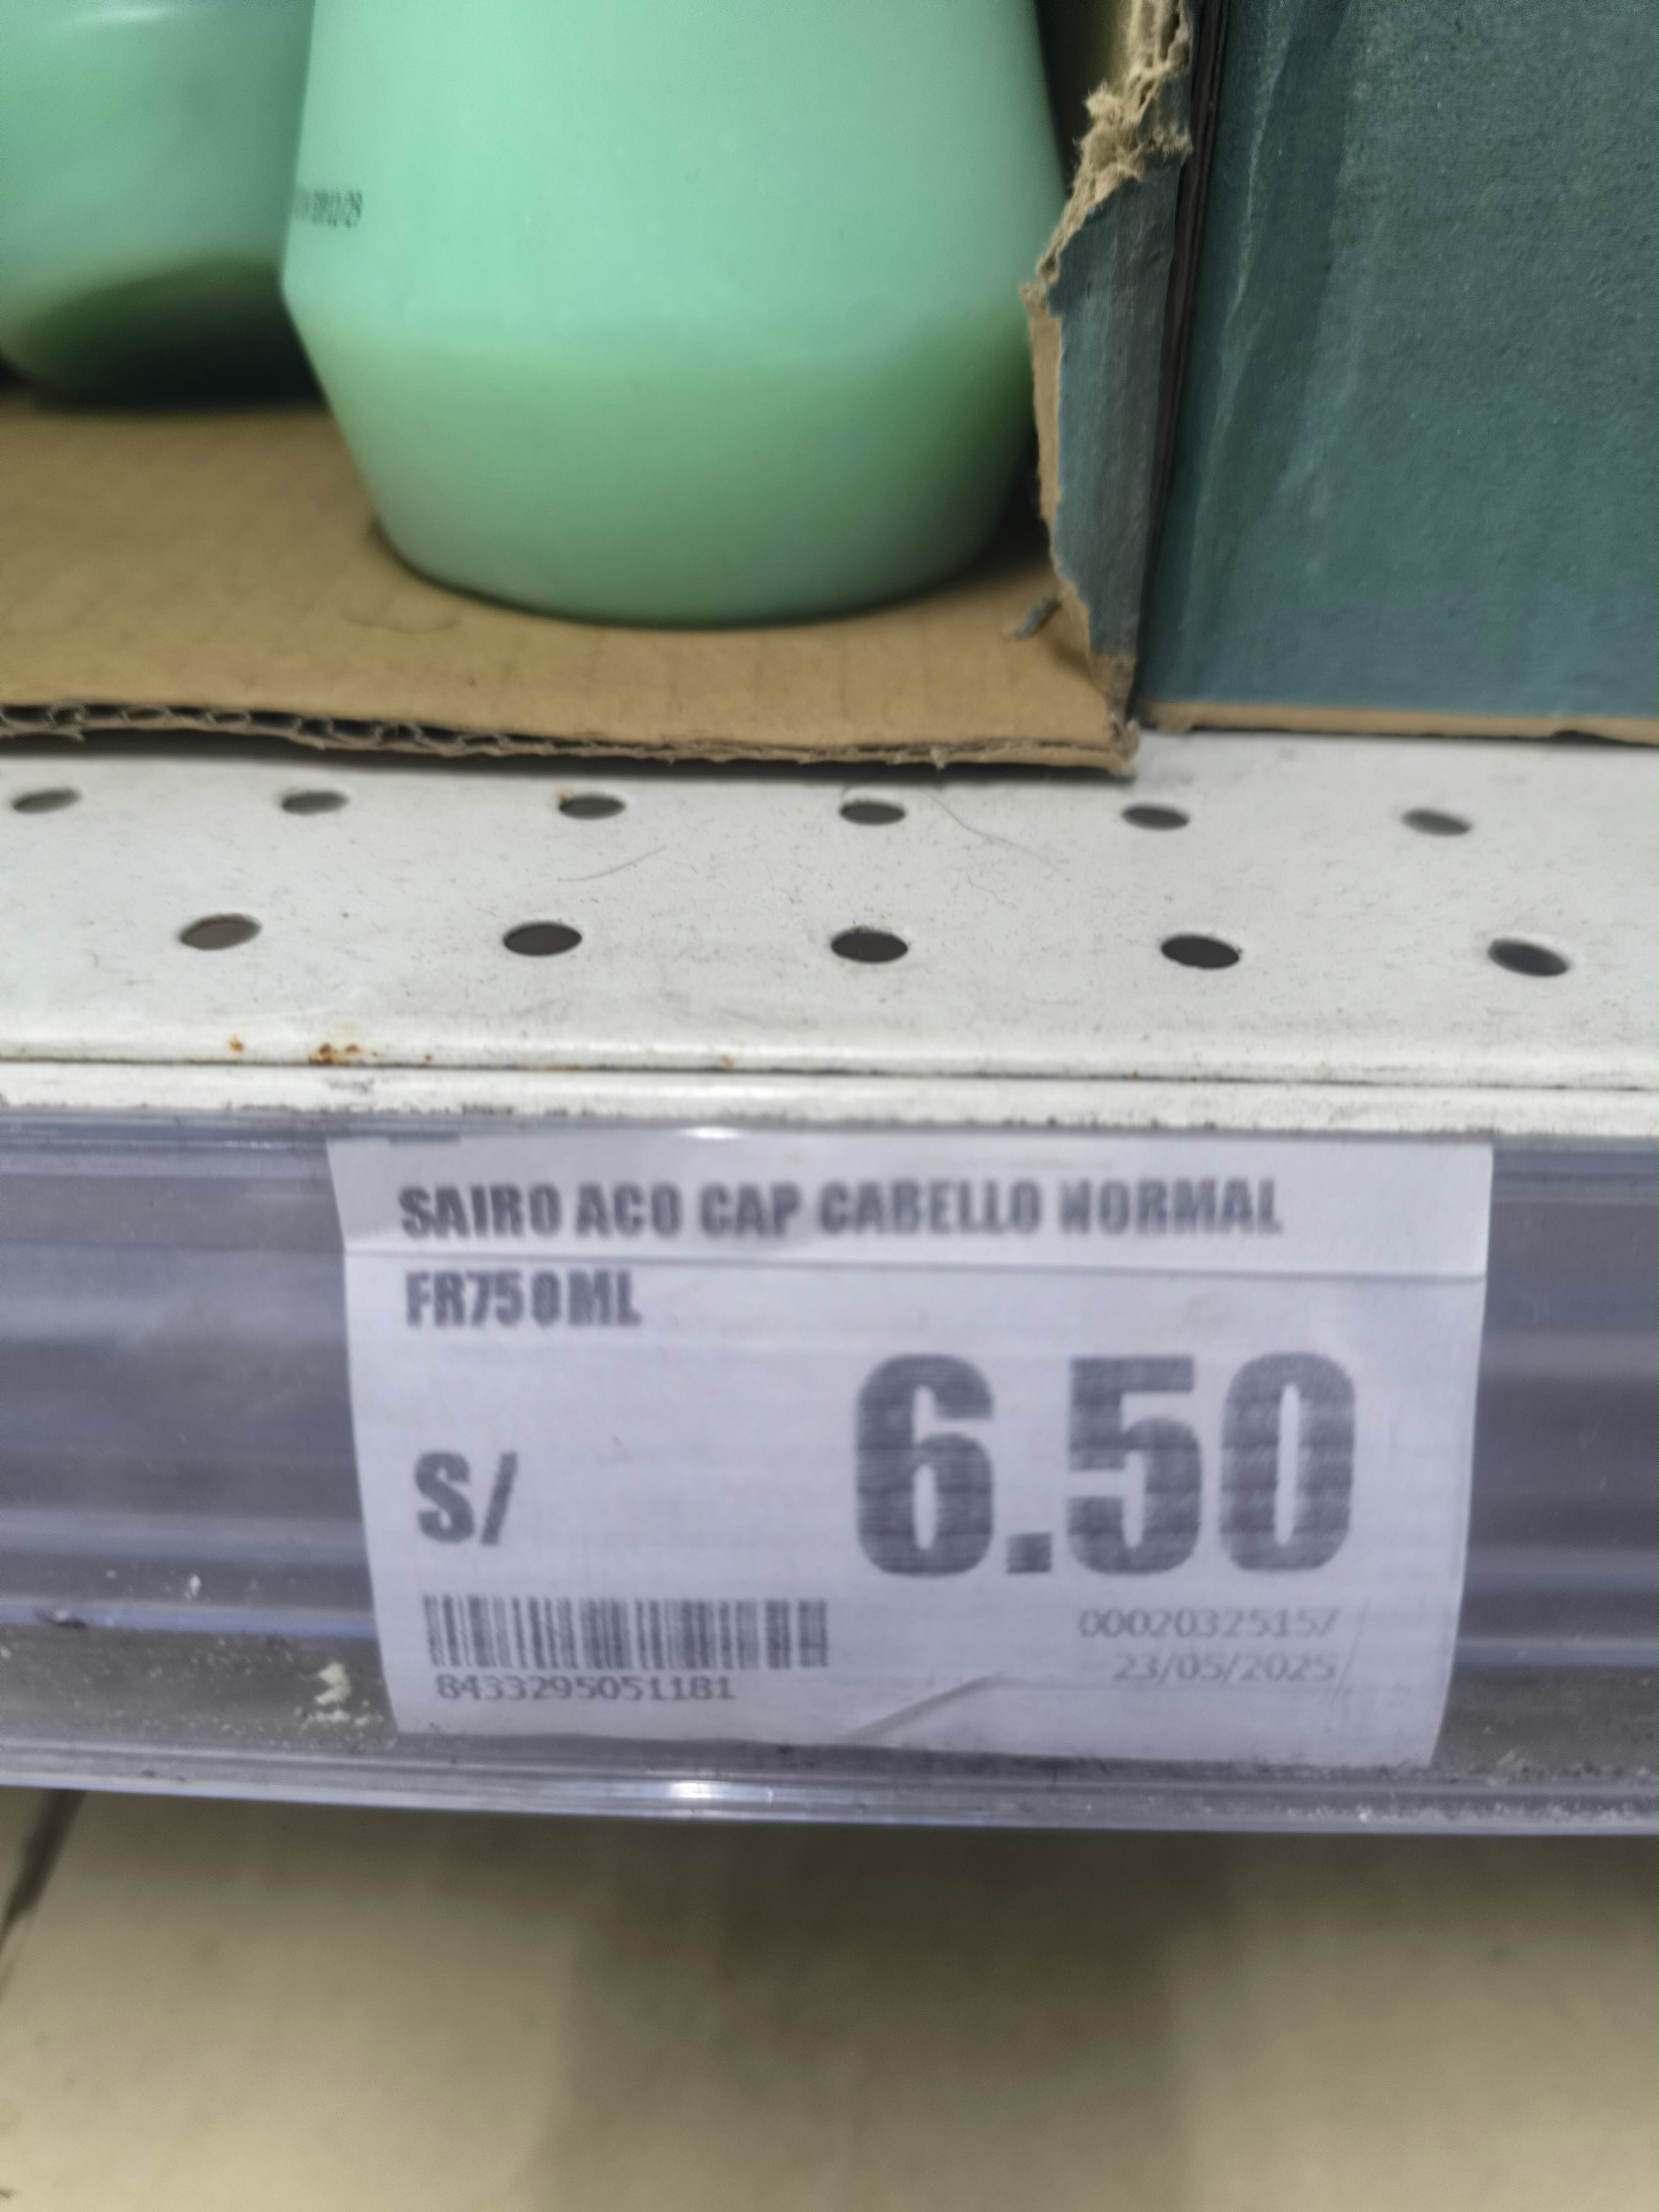 SAIRO ACO CAP CABELLO NORMAL
FR750ML
S/ 6.50
00020325157
8433295051181
23/05/2025